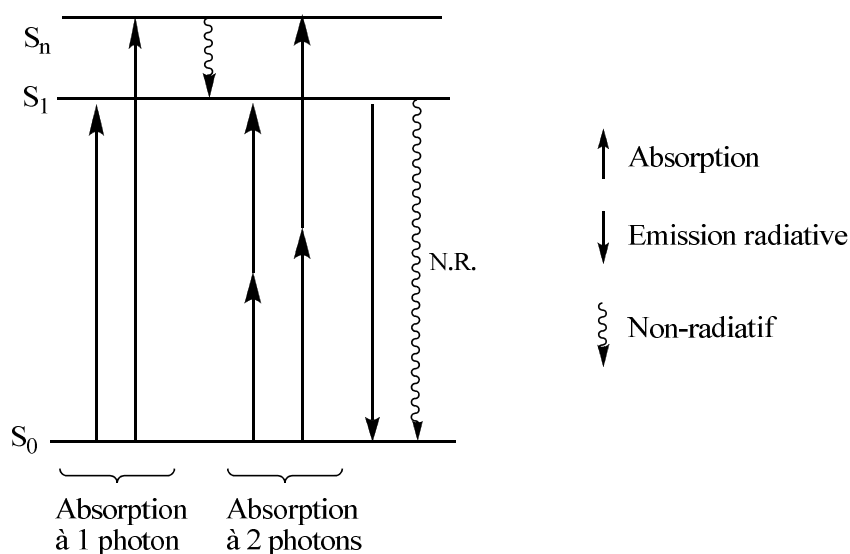 Sn
S1
Absorption
Emission radiative
N.R.
Non-radiatif
S0
Absorption
à 1 photon
Absorption
à 2 photons